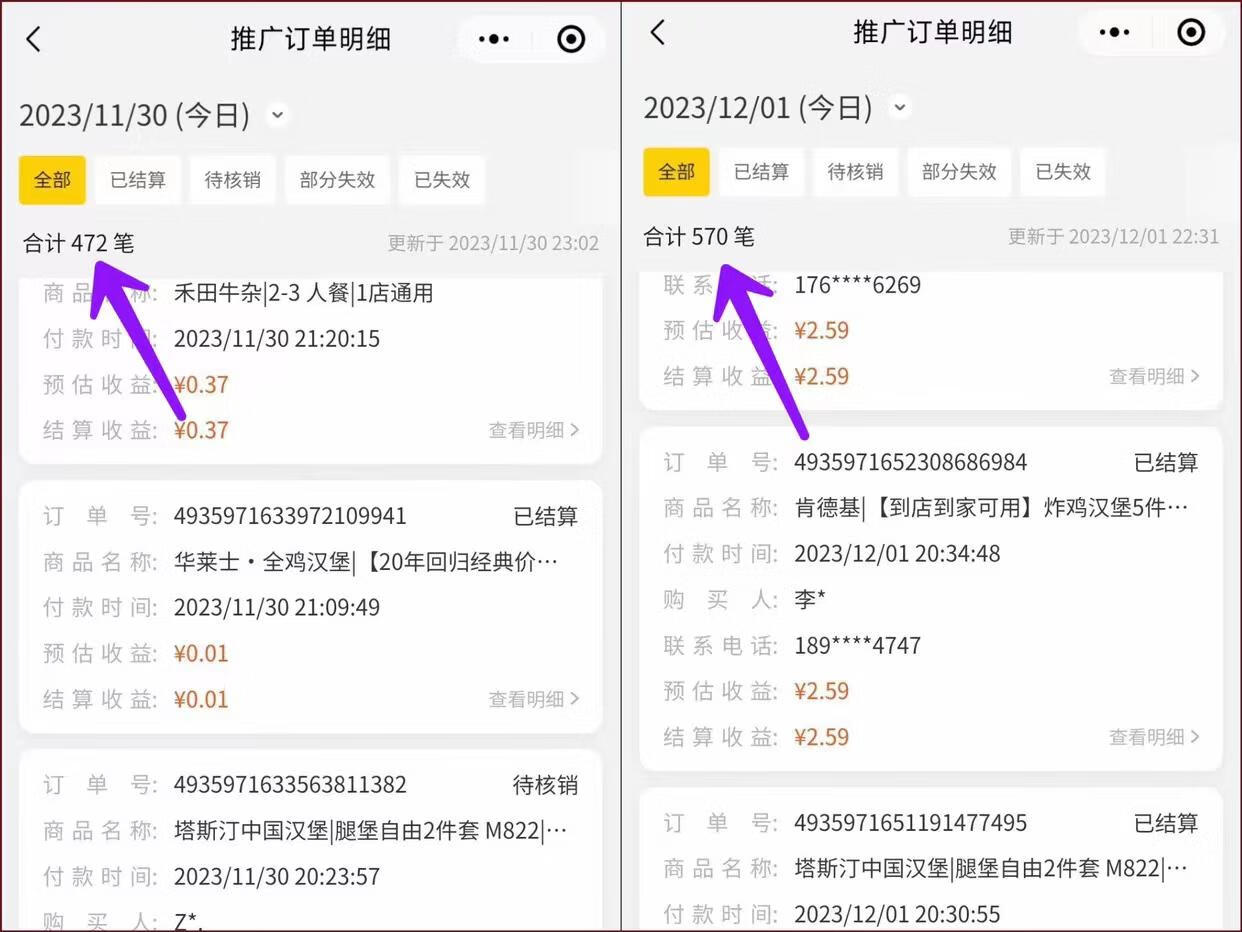 推广订单明细
2023/11/30 (今日)
全部 已结算 待核销 部分失效 已失效
合计 472 笔 更新于 2023/11/30 23:02
商品 称: 禾田牛杂|2-3 人餐|1店通用
付款时间: 2023/11/30 21:20:15
预估收益: ¥0.37
结算收益: ¥0.37 查看明细 >
订单号: 4935971633972109941 已结算
商品名称: 华莱士・全鸡汉堡|【20年回归经典价…
付款时间: 2023/11/30 21:09:49
预估收益: ¥0.01
结算收益: ¥0.01 查看明细 >
订单号: 4935971633563811382 待核销
商品名称: 塔斯汀中国汉堡|腿堡自由2件套 M822|…
付款时间: 2023/11/30 20:23:57
购买人: Z*.
推广订单明细
2023/12/01 (今日)
全部 已结算 待核销 部分失效 已失效
合计 570 笔 更新于 2023/12/01 22:31
联系 话: 176****6269
预估收益: ¥2.59
结算收益 ¥2.59 查看明细 >
订单号: 4935971652308686984 已结算
商品名称: 肯德基|【到店到家可用】炸鸡汉堡5件…
付款时间: 2023/12/01 20:34:48
购买人: 李*
联系电话: 189****4747
预估收益: ¥2.59
结算收益: ¥2.59 查看明细 >
订单号: 4935971651191477495 已结算
商品名称: 塔斯汀中国汉堡|腿堡自由2件套 M822|…
付款时间: 2023/12/01 20:30:55